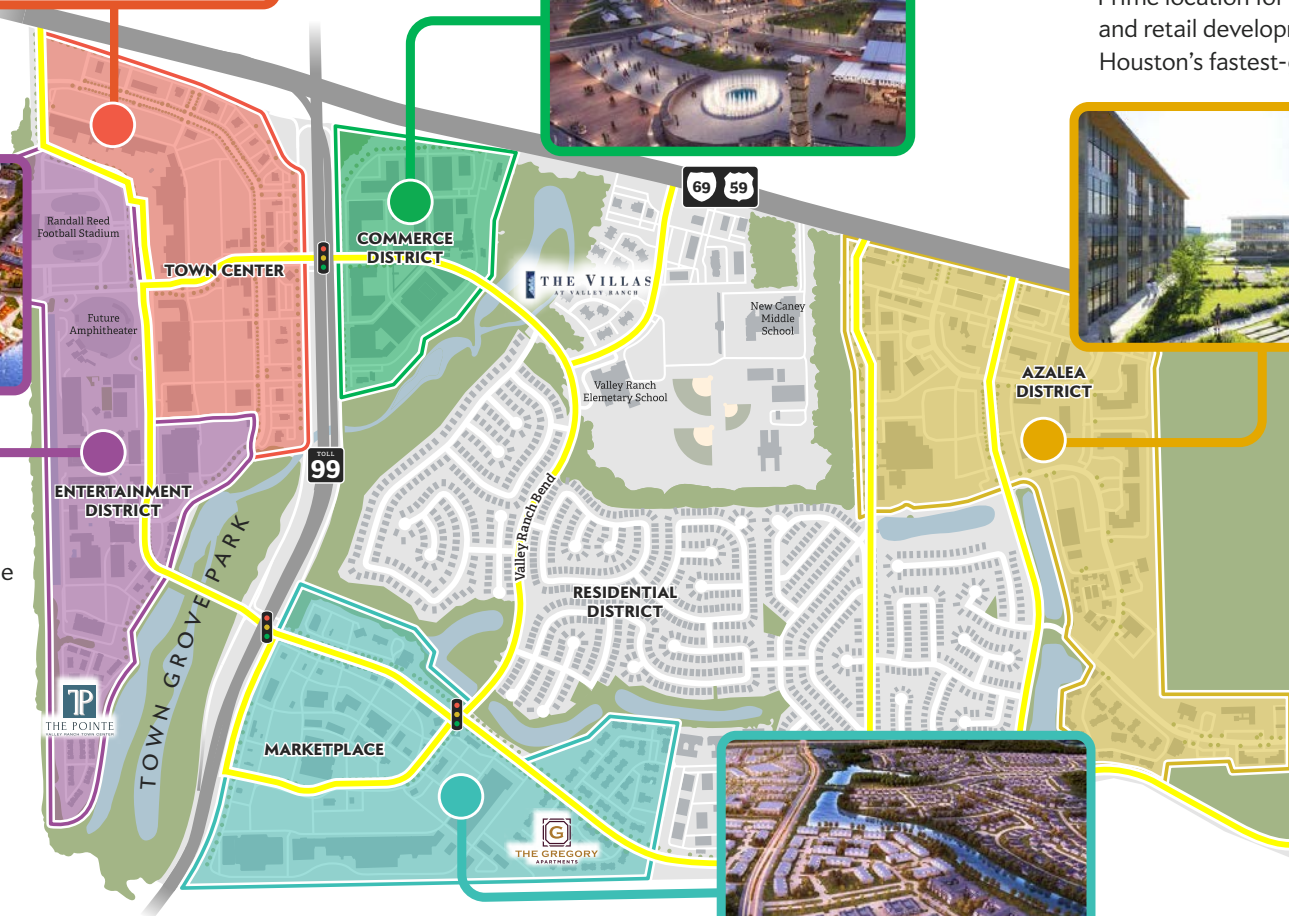 Prime location for
and retail developm
Houston's fastest-
69 59
Randall Reed
Football Stadium
COMMERCE
DISTRICT
TOWN CENTER
THE VILLAS
AT VALLEY RANCH
Future
Amphitheater
New Caney
Middle
School
Valley Ranch
Elemetary School
AZALEA
DISTRICT
TOLL
99
ENTERTAINMENT
DISTRICT
Valley Ranch Bend
e
RESIDENTIAL
DISTRICT
TOWN GROVE PARK
TP
THE POINTE
VALLEY RANCH TOWN CENTER
MARKETPLACE
G
THE GREGORY
APARTMENTS